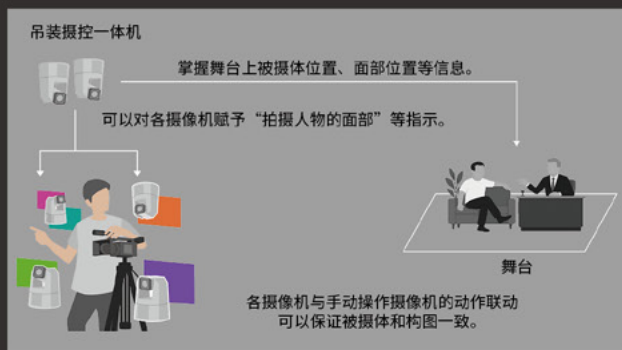 吊装摄控一体机
掌握舞台上被摄体位置、面部位置等信息。
可以对各摄像机赋予“拍摄人物的面部”等指示。
舞台
各摄像机与手动操作摄像机的动作联动
可以保证被摄体和构图一致。